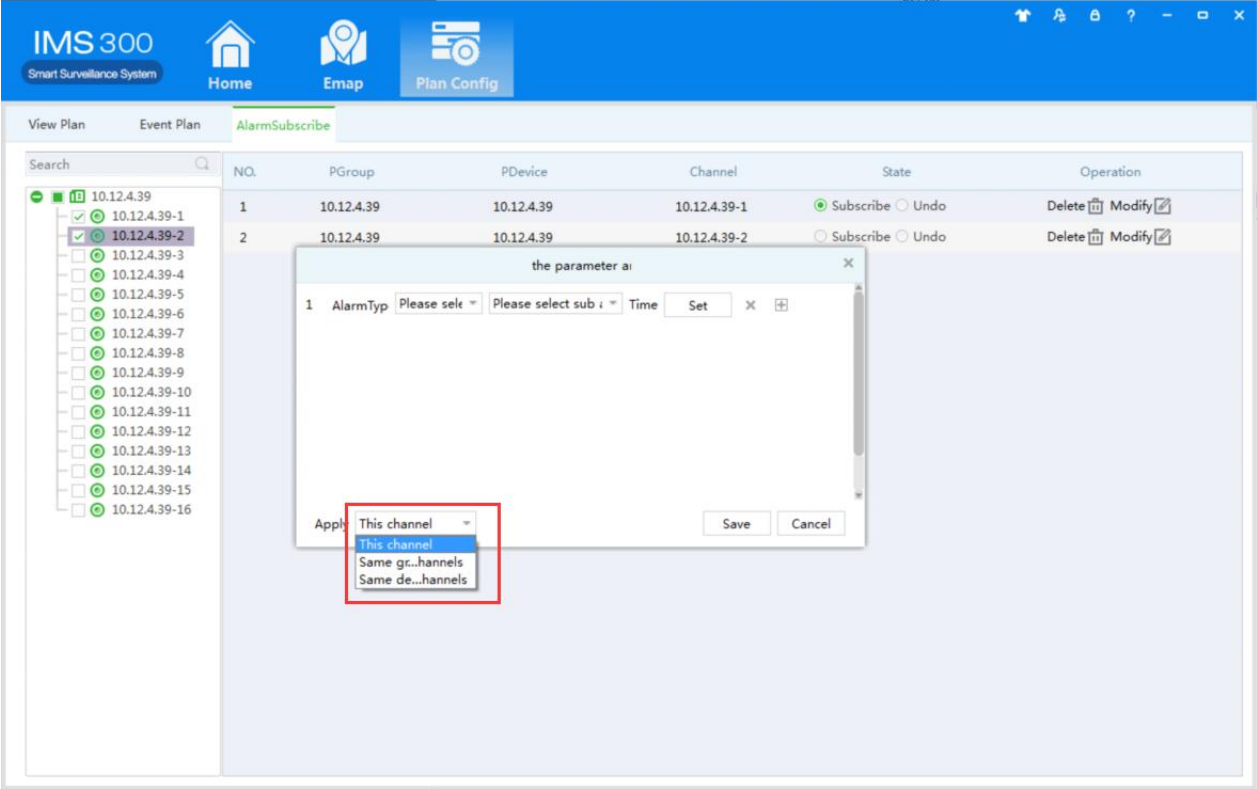 IMS 300
Smart Surveillance System
Home
Emap
Plan Config
?
View Plan
Event Plan
AlarmSubscribe
Search
10.12.4.39
10.12.4.39-1
10.12.4.39-2
10.12.4.39-3
10.12.4.39-4
10.12.4.39-5
10.12.4.39-6
10.12.4.39-7
10.12.4.39-8
10.12.4.39-9
10.12.4.39-10
10.12.4.39-11
10.12.4.39-12
10.12.4.39-13
10.12.4.39-14
10.12.4.39-15
10.12.4.39-16
NO. PGroup PDevice Channel State Operation
1 10.12.4.39 10.12.4.39 10.12.4.39-1 Subscribe Undo Delete Modify
2 10.12.4.39 10.12.4.39 10.12.4.39-2 Subscribe Undo Delete Modify
the parameter ar
1 AlarmTyp Please sele Please select sub a Time Set
Apply This channel Save Cancel
This channel
Same gr...hannels
Same de...hannels